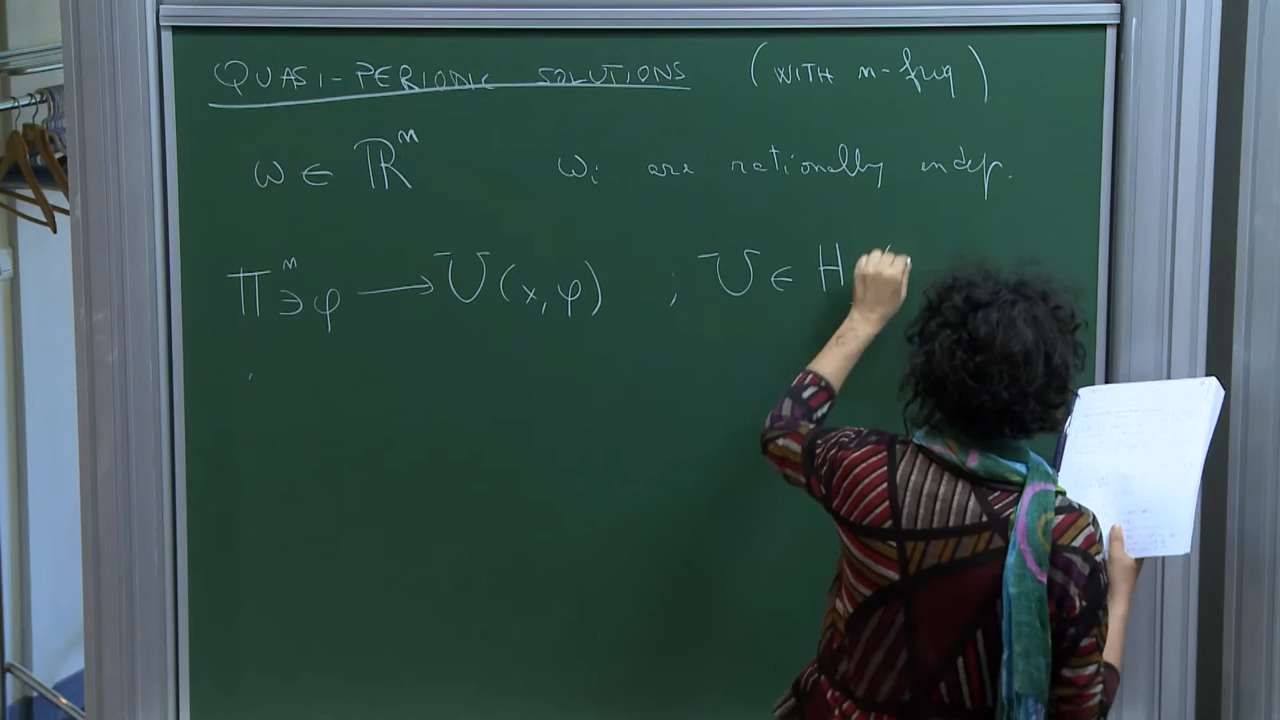 QUASI-PERIODIC SOLUTIONS (WITH n-freq)
ω ∈ ℝⁿ ωᵢ are rationally indep.
𝕋ⁿ ∋ φ ⟶ U(x,φ) ; U ∈ H